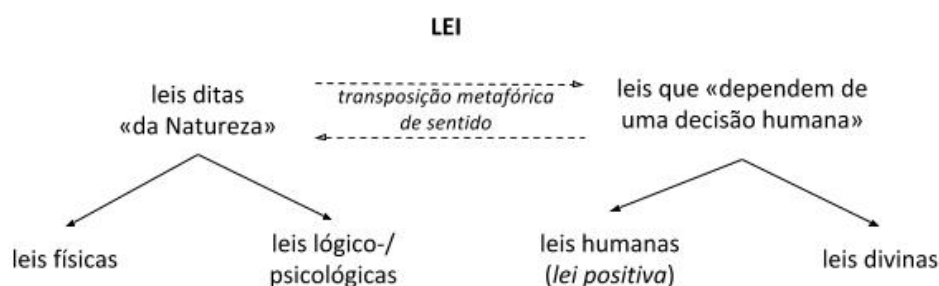 LEI
leis ditas
«da Natureza»
transposição metafórica
de sentido
leis que «dependem de
uma decisão humana»
leis físicas
leis lógico-/
psicológicas
leis humanas
(lei positiva)
leis divinas